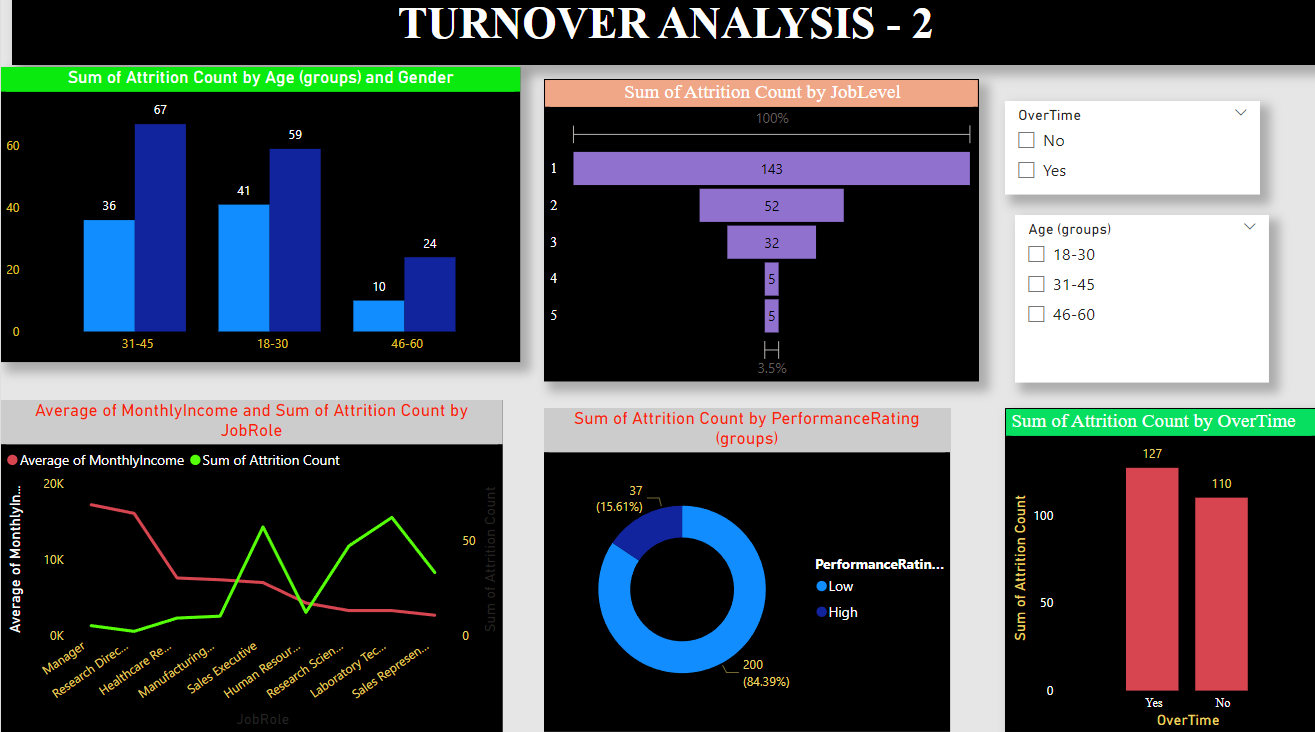 TURNOVER ANALYSIS - 2
Sum of Attrition Count by Age (groups) and Gender
67
59
60
41
40
36
24
20
10
0
31-45
18-30
46-60
Sum of Attrition Count by JobLevel
100%
1
143
2
52
3
32
4
5
5
5
3.5%
OverTime
No
Yes
Age (groups)
18-30
31-45
46-60
Average of MonthlyIncome and Sum of Attrition Count by
JobRole
Average of MonthlyIncome
Sum of Attrition Count
Average of MonthlyIn...
20K
10K
0K
50
0
Sum of Attrition Count
Manager
Research Direc...
Healthcare Re...
Manufacturing...
Sales Executive
Human Resour...
Research Scien...
Laboratory Tec...
Sales Represen...
JobRole
Sum of Attrition Count by PerformanceRating
(groups)
37
(15.61%)
200
(84.39%)
PerformanceRatin...
Low
High
Sum of Attrition Count by OverTime
Sum of Attrition Count
127
110
100
50
0
Yes
No
OverTime